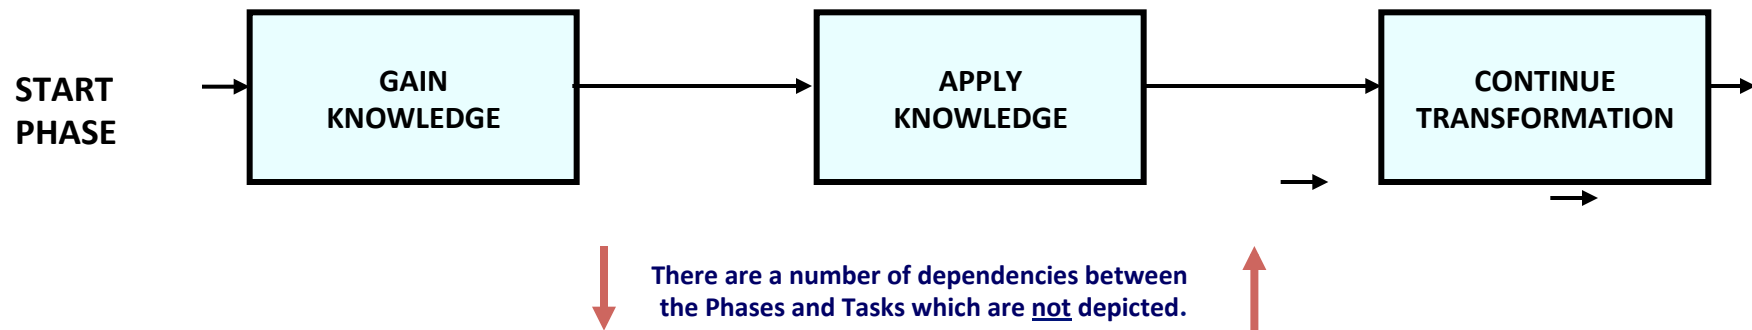 START
PHASE
GAIN
KNOWLEDGE
APPLY
KNOWLEDGE
CONTINUE
TRANSFORMATION
There are a number of dependencies between
the Phases and Tasks which are not depicted.